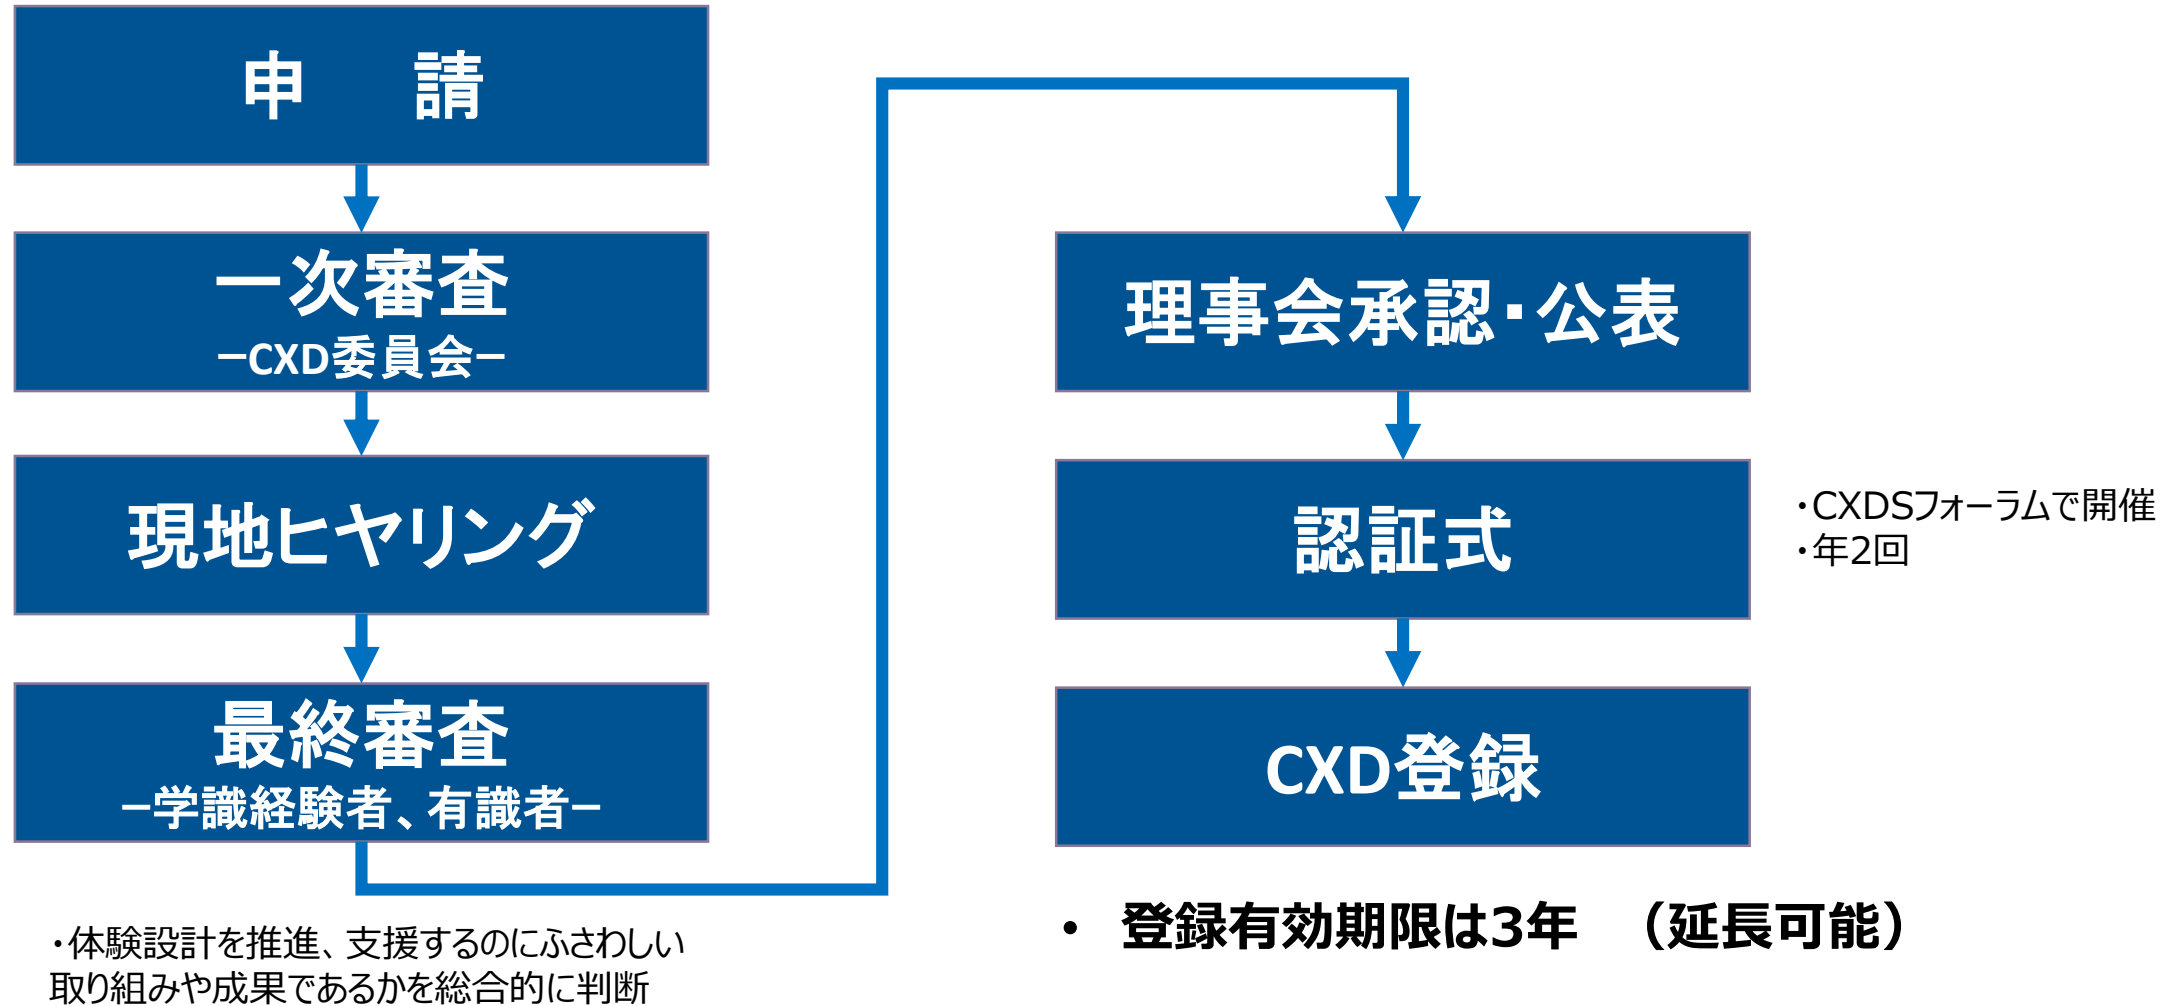 申　請
一次審査
－CXD委員会－
現地ヒヤリング
最終審査
－学識経験者、有識者－
・体験設計を推進、支援するのにふさわしい
取り組みや成果であるかを総合的に判断
理事会承認・公表
認証式
・CXDSフォーラムで開催
・年2回
CXD登録
• 登録有効期限は3年　（延長可能）